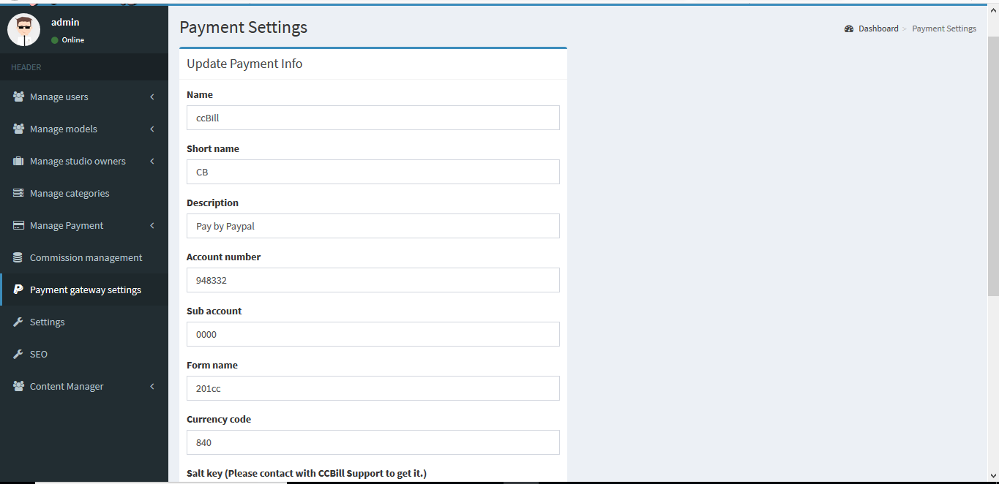 admin
Online
HEADER
Manage users
Manage models
Manage studio owners
Manage categories
Manage Payment
Commission management
Payment gateway settings
Settings
SEO
Content Manager
Payment Settings
Dashboard > Payment Settings
Update Payment Info
Name
ccBill
Short name
CB
Description
Pay by Paypal
Account number
948332
Sub account
0000
Form name
201cc
Currency code
840
Salt key (Please contact with CCBill Support to get it.)